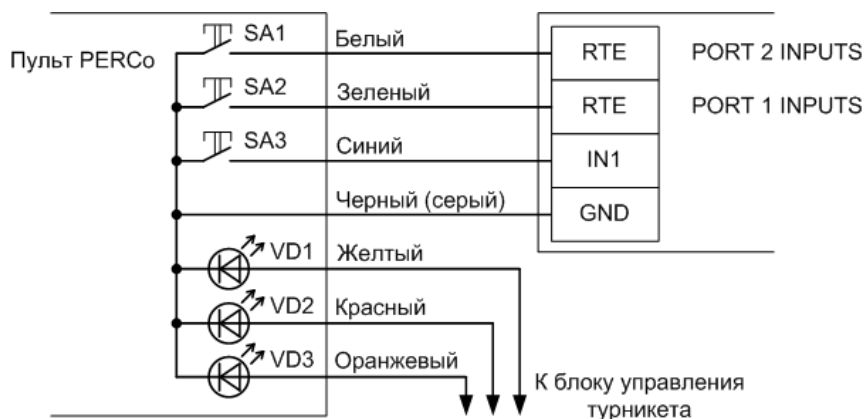 SA1 Белый RTE PORT 2 INPUTS
Пульт PERCo
SA2 Зеленый RTE PORT 1 INPUTS
SA3 Синий IN1
Черный (серый) GND
VD1 Желтый
VD2 Красный
VD3 Оранжевый
К блоку управления
турникета